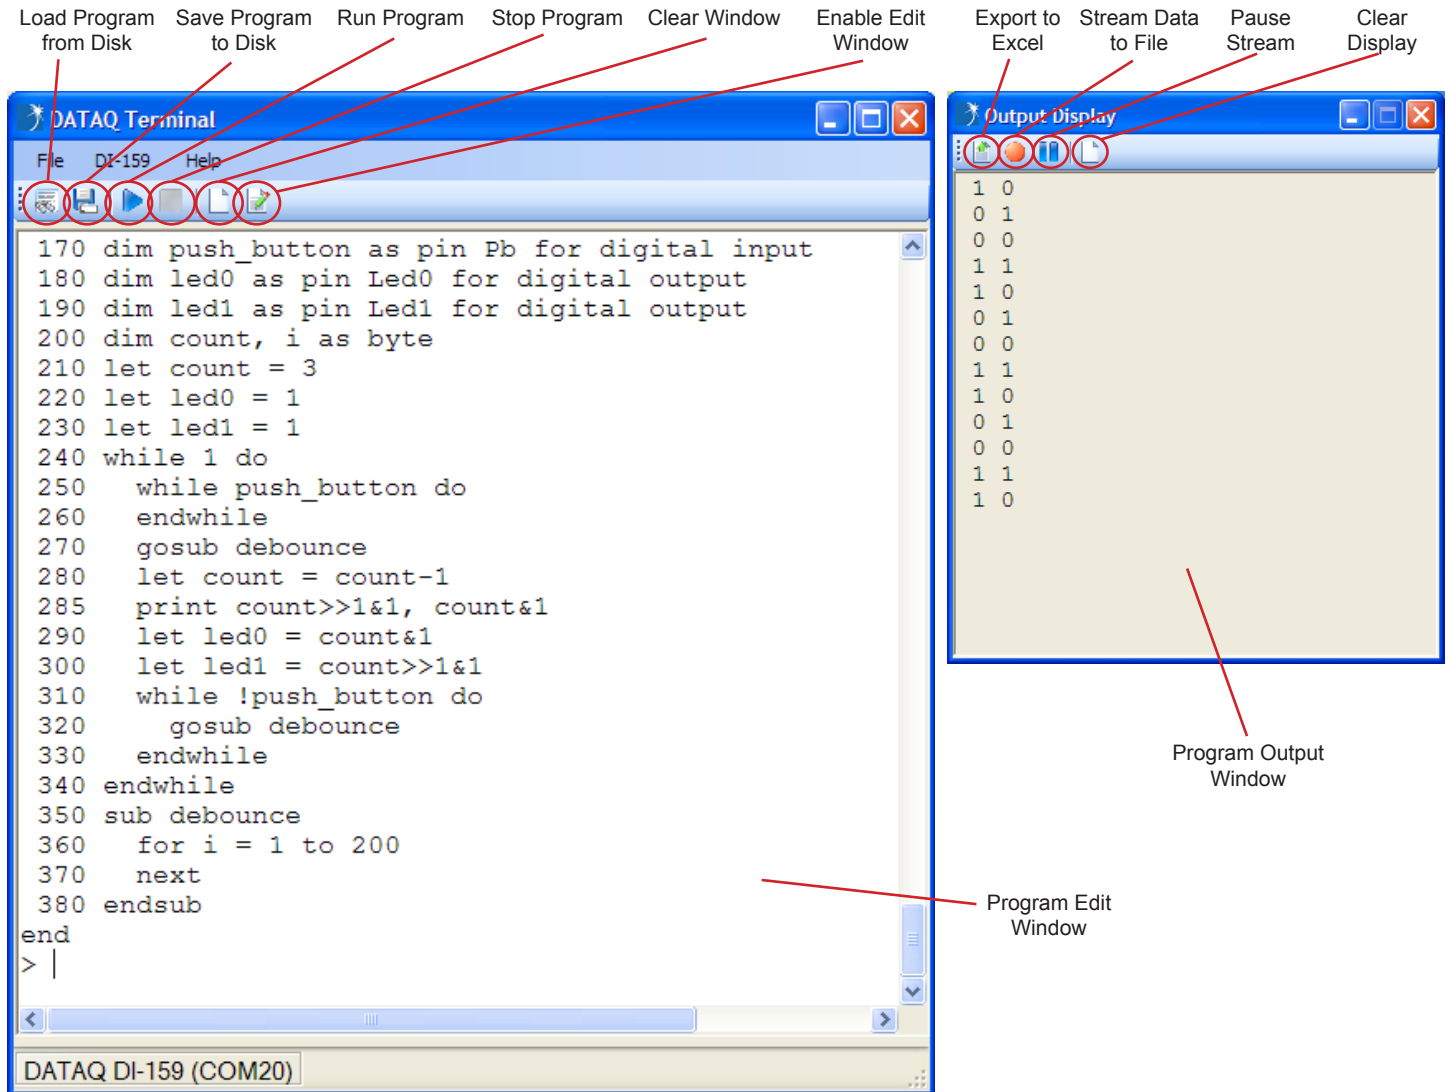 Load Program
from Disk
Save Program
to Disk
Run Program
Stop Program
Clear Window
Enable Edit
Window
Export to
Excel
Stream Data
to File
Pause
Stream
Clear
Display
DATAQ Terminal
File DI-159 Help
170 dim push_button as pin Pb for digital input
180 dim led0 as pin Led0 for digital output
190 dim led1 as pin Led1 for digital output
200 dim count, i as byte
210 let count = 3
220 let led0 = 1
230 let led1 = 1
240 while 1 do
250   while push_button do
260   endwhile
270   gosub debounce
280   let count = count-1
285   print count>>1&1, count&1
290   let led0 = count&1
300   let led1 = count>>1&1
310   while !push_button do
320     gosub debounce
330   endwhile
340 endwhile
350 sub debounce
360   for i = 1 to 200
370   next
380 endsub
end
>
DATAQ DI-159 (COM20)
Output Display
1 0
0 1
0 0
1 1
1 0
0 1
0 0
1 1
1 0
0 1
0 0
1 1
1 0
Program Output
Window
Program Edit
Window